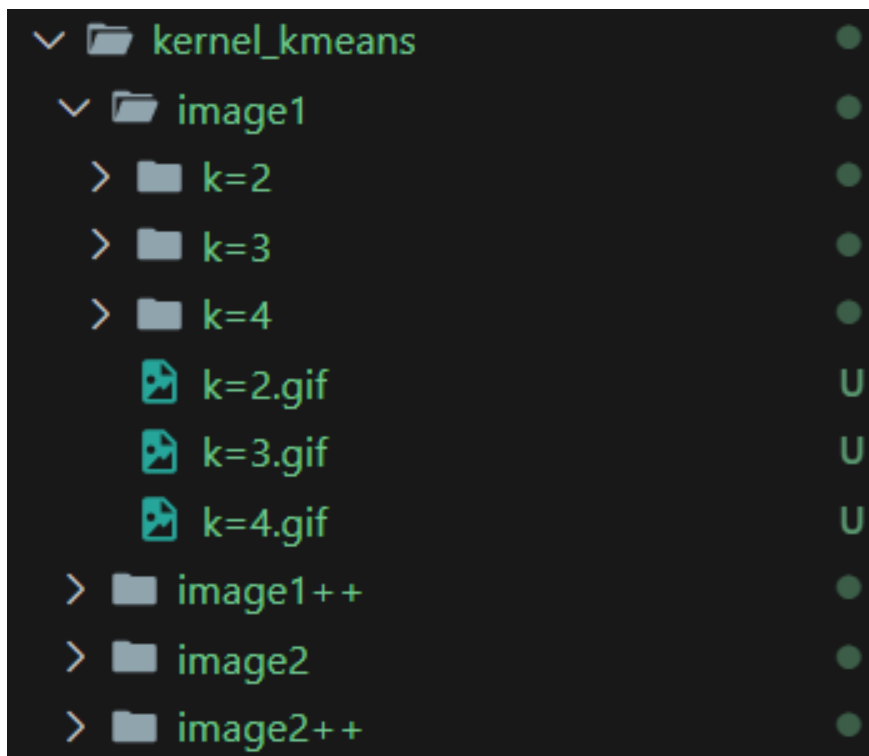 kernel_kmeans
image1
k=2
k=3
k=4
k=2.gif U
k=3.gif U
k=4.gif U
image1++
image2
image2++